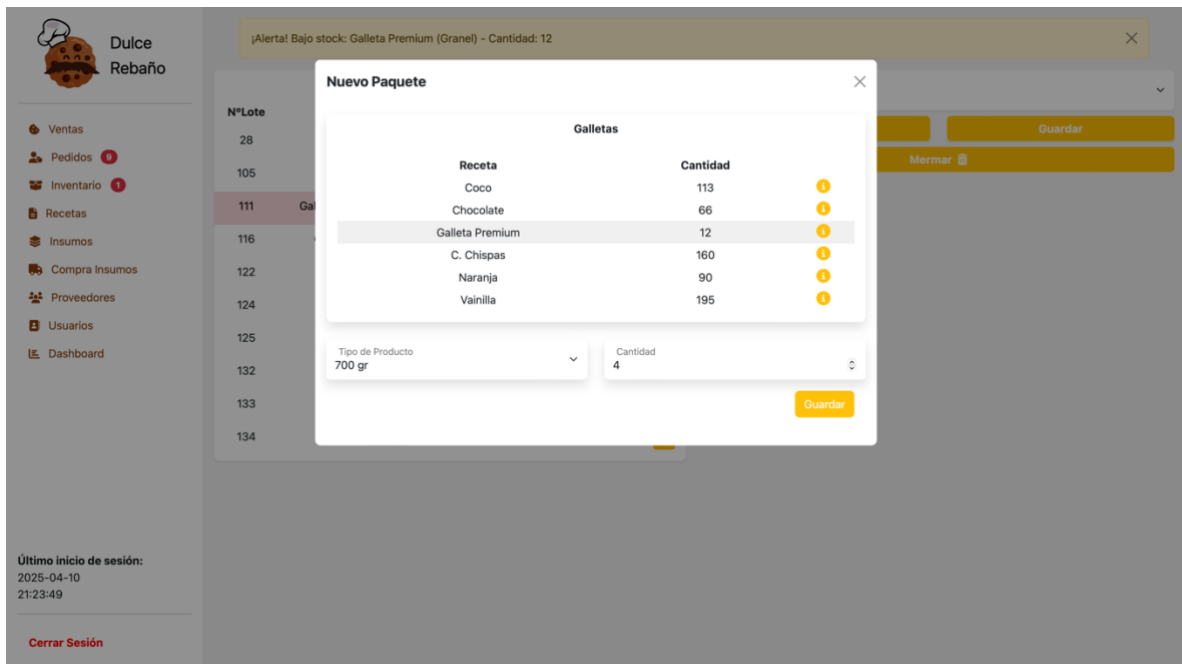 Dulce
Rebaño
Ventas
Pedidos 9
Inventario 1
Recetas
Insumos
Compra Insumos
Proveedores
Usuarios
Dashboard
Último inicio de sesión:
2025-04-10
21:23:49
Cerrar Sesión
¡Alerta! Bajo stock: Galleta Premium (Granel) - Cantidad: 12
NºLote
28
105
111
116
122
124
125
132
133
134
Guardar
Mermar
Nuevo Paquete
Galletas
Receta Cantidad
Coco 113
Chocolate 66
Galleta Premium 12
C. Chispas 160
Naranja 90
Vainilla 195
Tipo de Producto
700 gr
Cantidad
4
Guardar